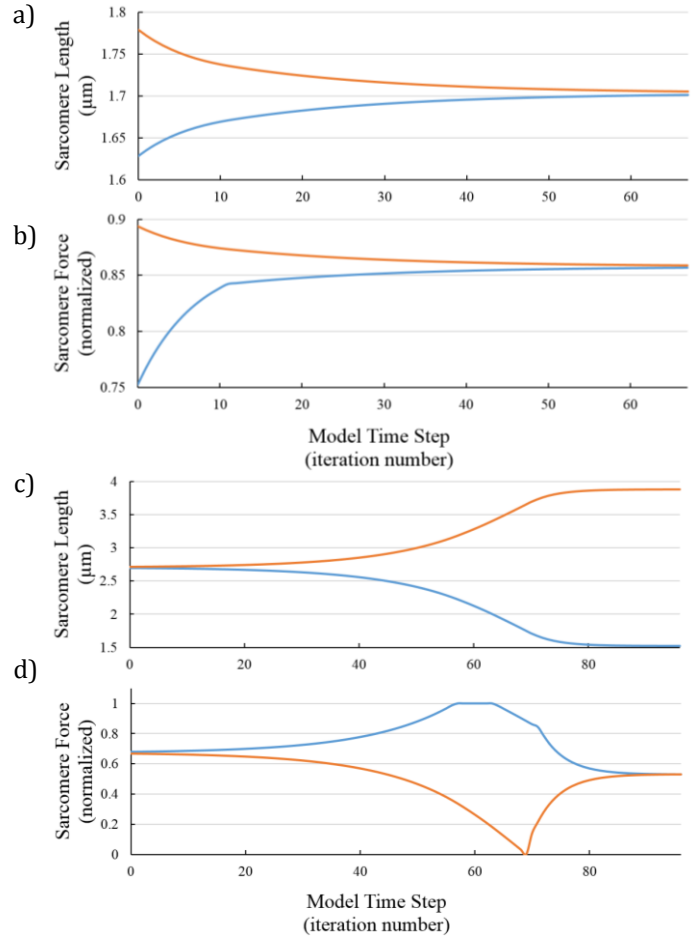 a)
Sarcomere Length
(μm)
1.8
1.75
1.7
1.65
1.6
0
10
20
30
40
50
60
b)
Sarcomere Force
(normalized)
0.9
0.85
0.8
0.75
0
10
20
30
40
50
60
Model Time Step
(iteration number)
c)
Sarcomere Length
(μm)
4
3.5
3
2.5
2
1.5
0
20
40
60
80
d)
Sarcomere Force
(normalized)
1
0.8
0.6
0.4
0.2
0
0
20
40
60
80
Model Time Step
(iteration number)